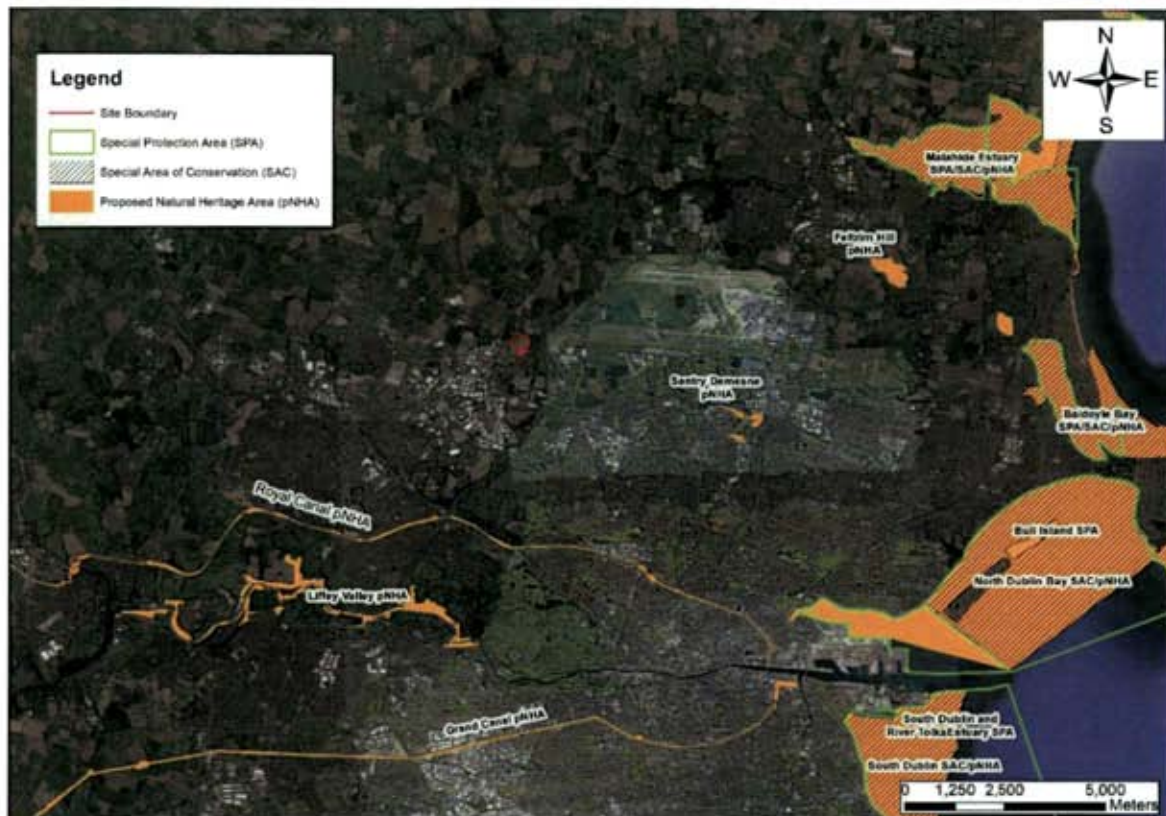 Legend
Site Boundary
Special Protection Area (SPA)
Special Area of Conservation (SAC)
Proposed Natural Heritage Area (pNHA)
N
W E
S
Malahide Estuary
SPA/SAC/pNHA
Feltrim Hill
pNHA
Santry Demesne
pNHA
Baldoyle Bay
SPA/SAC/pNHA
Royal Canal pNHA
Bull Island SPA
North Dublin Bay SAC/pNHA
Liffey Valley pNHA
Grand Canal pNHA
South Dublin and
River TolkaEstuary SPA
South Dublin SAC/pNHA
0 1,250 2,500 5,000
Meters